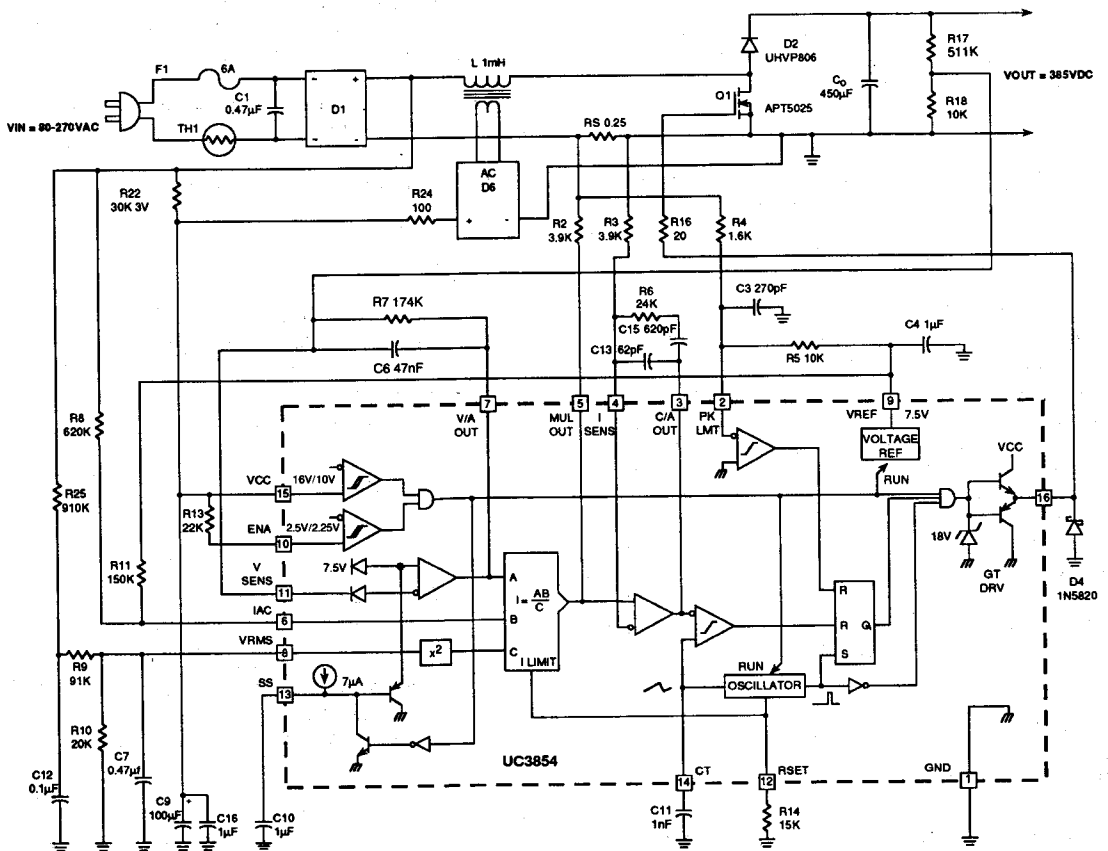 F1
6A
C1
0.47µF
TH1
VIN = 80-270VAC
D1
- -
+ +
L 1mH
D2
UHVP806
Q1
APT5025
CO
450µF
R17
511K
VOUT = 385VDC
R18
10K
RS 0.25
AC
D6
+ -
R22
30K 3V
R24
100
R2
3.9K
R3
3.9K
R16
20
R4
1.6K
R7 174K
C6 47nF
R6
24K
C15 620pF
C13 62pF
C3 270pF
R5 10K
C4 1µF
R8
620K
R25
910K
R11
150K
7
V/A
OUT
5
MUL
OUT
4
I
SENS
3
C/A
OUT
2
PK
LMT
9
VREF
7.5V
VOLTAGE
REF
RUN
VCC
VCC
15
16V/10V
R13
22K
ENA
10
2.5V/2.25V
16
18V
GT
DRV
D4
1N5820
V
SENS
11
7.5V
IAC
6
VRMS
8
X2
A
B
C
I = AB
C
I LIMIT
R
R
Q
S
RUN
OSCILLATOR
R9
91K
SS
13
7µA
R10
20K
C7
0.47µf
C12
0.1µF
C9
100µF
+
C16
1µF
C10
1µF
UC3854
CT
14
C11
1nF
RSET
12
R14
15K
GND
1